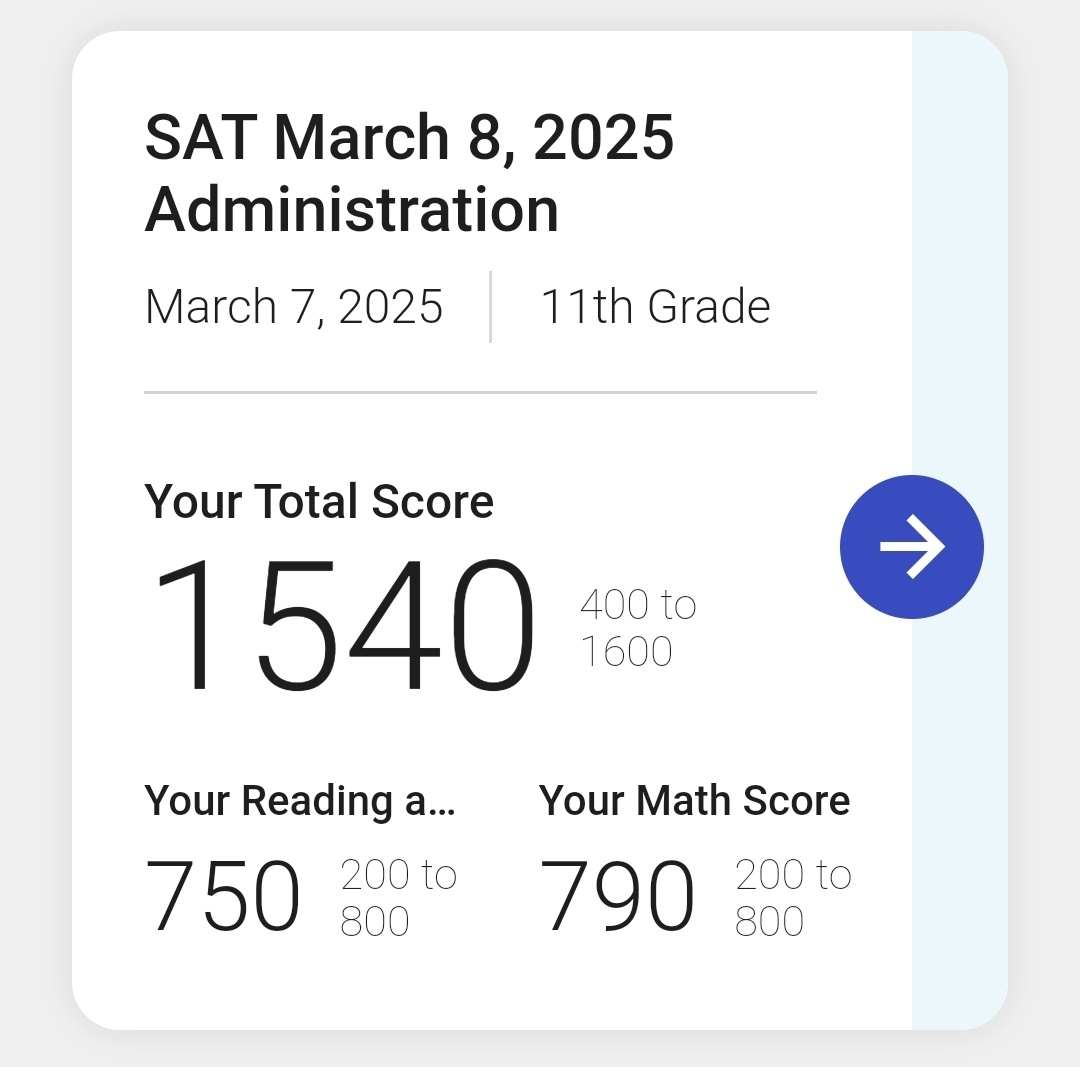 SAT March 8, 2025
Administration
March 7, 2025
11th Grade
Your Total Score
1540
400 to
1600
Your Reading a...
750
200 to
800
Your Math Score
790
200 to
800